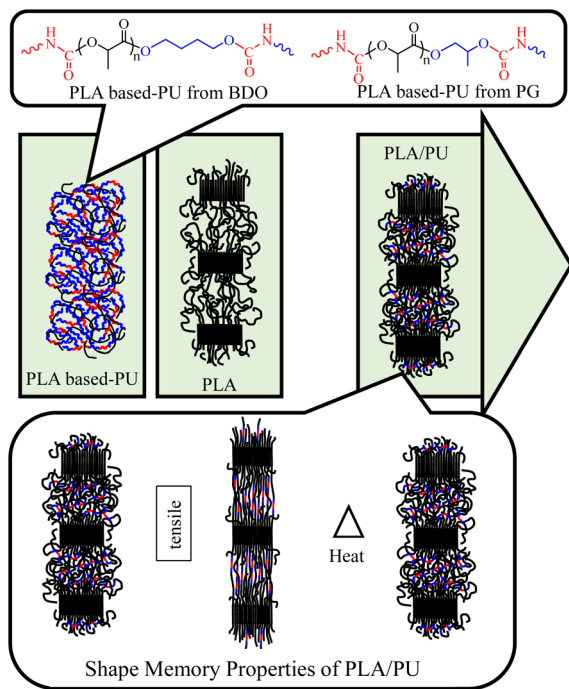 H
N
O
O
O
n
O
O
O
H
N
O
PLA based-PU from BDO
H
N
O
O
O
n
O
O
O
H
N
O
PLA based-PU from PG
PLA based-PU
PLA
PLA/PU
tensile
Heat
Shape Memory Properties of PLA/PU